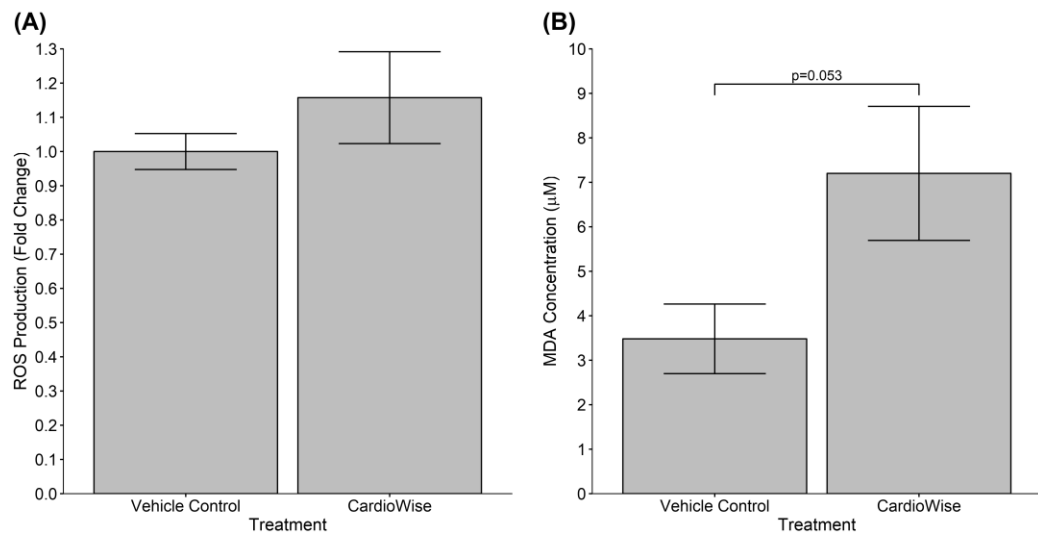 (A)
ROS Production (Fold Change)
1.3
1.2
1.1
1.0
0.9
0.8
0.7
0.6
0.5
0.4
0.3
0.2
0.1
0.0
Vehicle Control
CardioWise
Treatment
(B)
MDA Concentration (μM)
10
9
8
7
6
5
4
3
2
1
0
p=0.053
Vehicle Control
CardioWise
Treatment